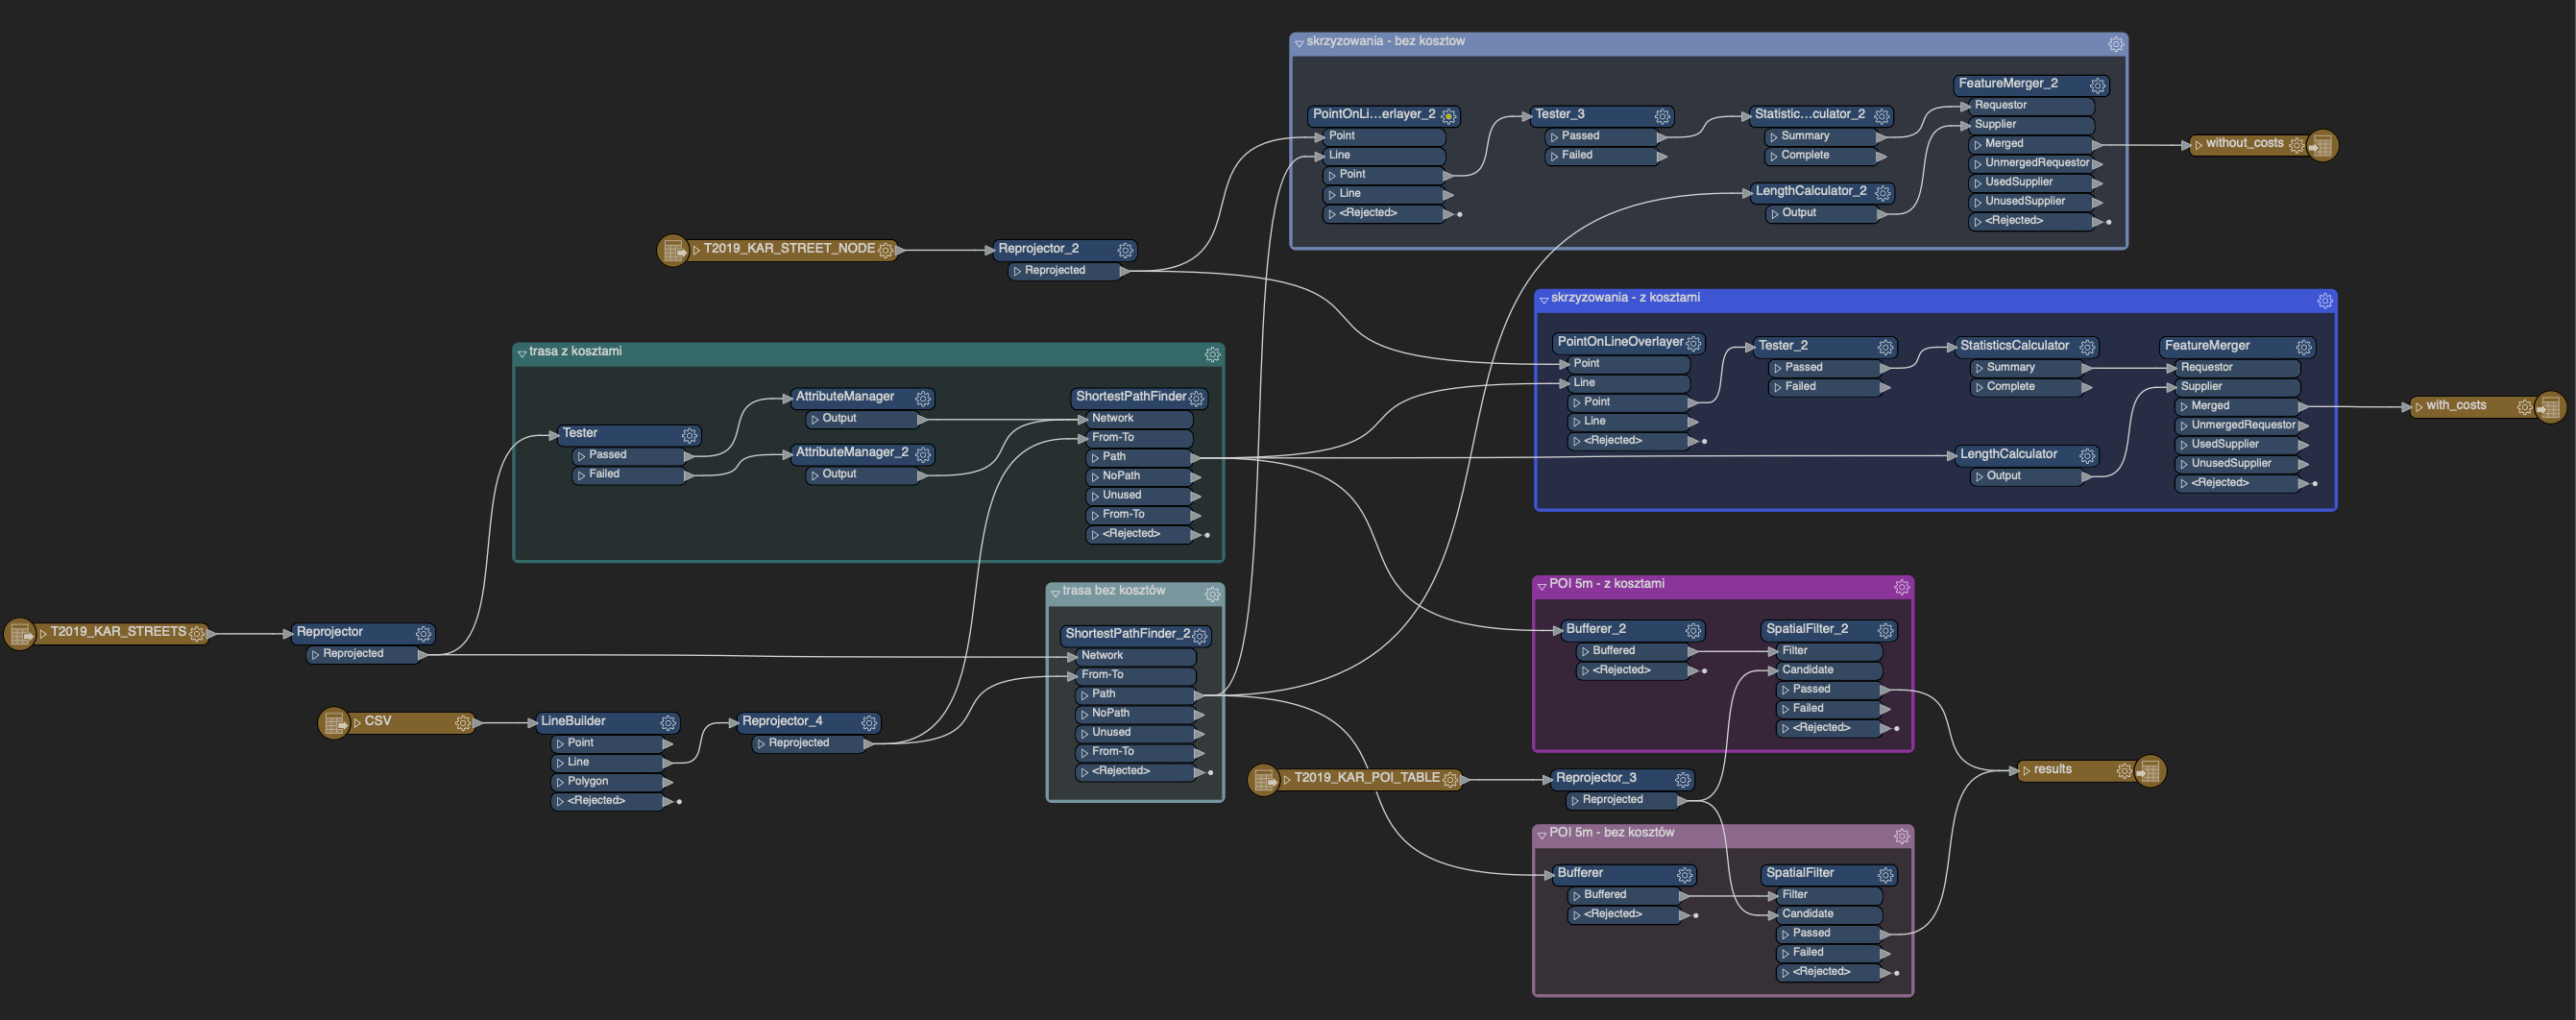 skrzyzowania - bez kosztow
PointOnLi...erlayer_2
Point
Line
Point
Line
<Rejected>
Tester_3
Passed
Failed
Statistic...culator_2
Summary
Complete
LengthCalculator_2
Output
FeatureMerger_2
Requestor
Supplier
Merged
UnmergedRequestor
UsedSupplier
UnusedSupplier
<Rejected>
without_costs
T2019_KAR_STREET_NODE
Reprojector_2
Reprojected
skrzyzowania - z kosztami
PointOnLineOverlayer
Point
Line
Point
Line
<Rejected>
Tester_2
Passed
Failed
StatisticsCalculator
Summary
Complete
LengthCalculator
Output
FeatureMerger
Requestor
Supplier
Merged
UnmergedRequestor
UsedSupplier
UnusedSupplier
<Rejected>
with_costs
trasa z kosztami
Tester
Passed
Failed
AttributeManager
Output
AttributeManager_2
Output
ShortestPathFinder
Network
From-To
Path
NoPath
Unused
From-To
<Rejected>
T2019_KAR_STREETS
Reprojector
Reprojected
CSV
LineBuilder
Point
Line
Polygon
<Rejected>
Reprojector_4
Reprojected
trasa bez kosztów
ShortestPathFinder_2
Network
From-To
Path
NoPath
Unused
From-To
<Rejected>
POI 5m - z kosztami
Bufferer_2
Buffered
<Rejected>
SpatialFilter_2
Filter
Candidate
Passed
Failed
<Rejected>
T2019_KAR_POI_TABLE
Reprojector_3
Reprojected
results
POI 5m - bez kosztów
Bufferer
Buffered
<Rejected>
SpatialFilter
Filter
Candidate
Passed
Failed
<Rejected>